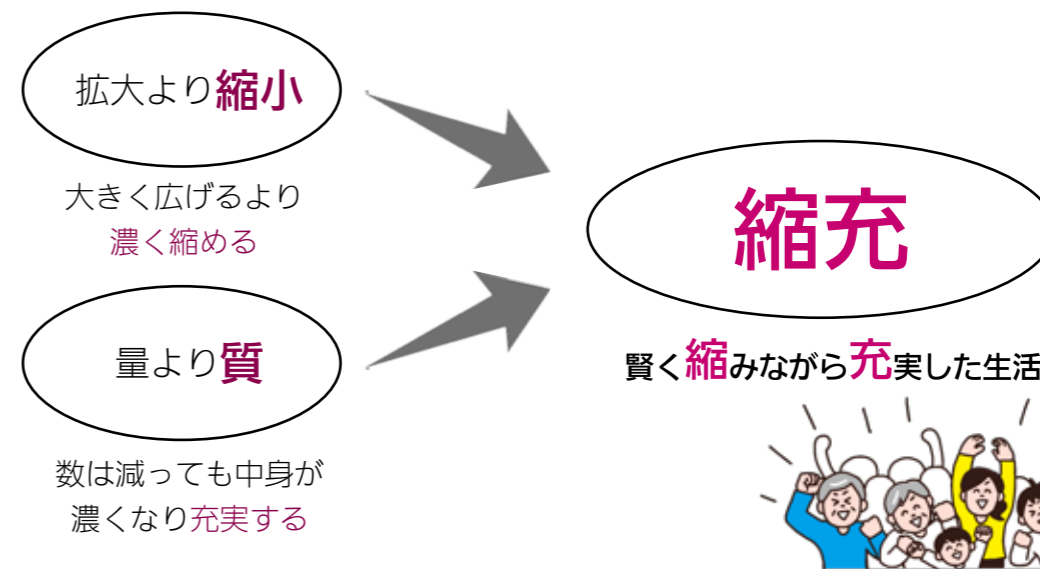 拡大より縮小
大きく広げるより
濃く縮める
量より質
数は減っても中身が
濃くなり充実する
縮充
賢く縮みながら充実した生活